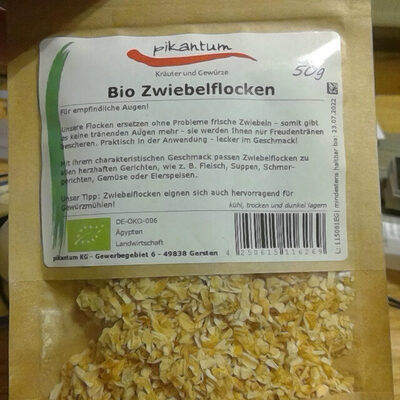 pikantum
Kräuter und Gewürze
50g
Bio Zwiebelflocken
Für empfindliche Augen!
Unsere Flocken ersetzen ohne Probleme frische Zwiebeln - somit gibt
es keine tränenden Augen mehr - sie werden Ihnen nur Freudentränen
bescheren. Praktisch in der Anwendung - lecker im Geschmack!
Mit ihrem charakteristischen Geschmack passen Zwiebelflocken zu
allen herzhaften Gerichten, wie z. B. Fleisch, Suppen, Schmor-
gerichten, Gemüse oder Eierspeisen.
Unser Tipp: Zwiebelflocken eignen sich auch hervorragend für
Gewürzmühlen!
kühl, trocken und dunkel lagern
DE-ÖKO-006
Ägypten
Landwirtschaft
pikantum KG - Gewerbegebiet 6 - 49838 Gersten
4 250615 116269
mindestens haltbar bis: 23.07.2022